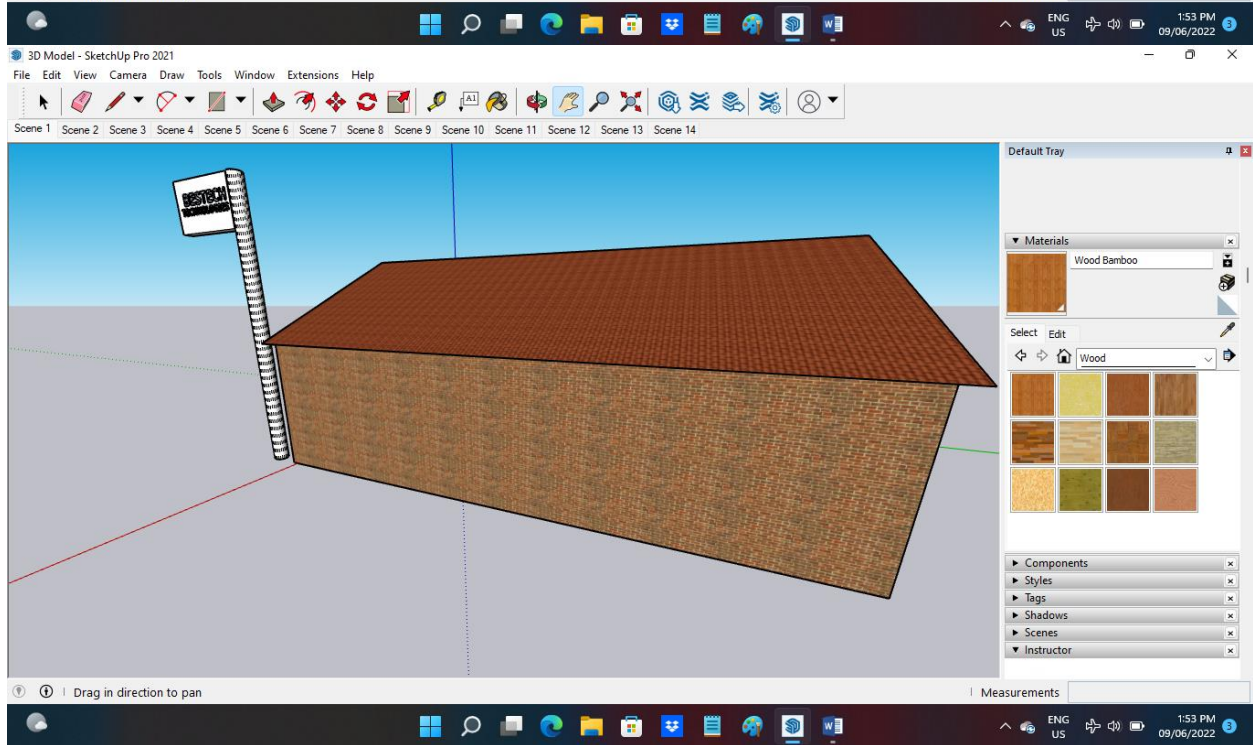 ENG
US
1:53 PM
09/06/2022
3
3D Model - SketchUp Pro 2021
File Edit View Camera Draw Tools Window Extensions Help
A1
Scene 1 Scene 2 Scene 3 Scene 4 Scene 5 Scene 6 Scene 7 Scene 8 Scene 9 Scene 10 Scene 11 Scene 12 Scene 13 Scene 14
BESTECH
TECHNOLOGIES
Default Tray
Materials
Wood Bamboo
Select Edit
Wood
Components
Styles
Tags
Shadows
Scenes
Instructor
Drag in direction to pan
Measurements
ENG
US
1:53 PM
09/06/2022
3